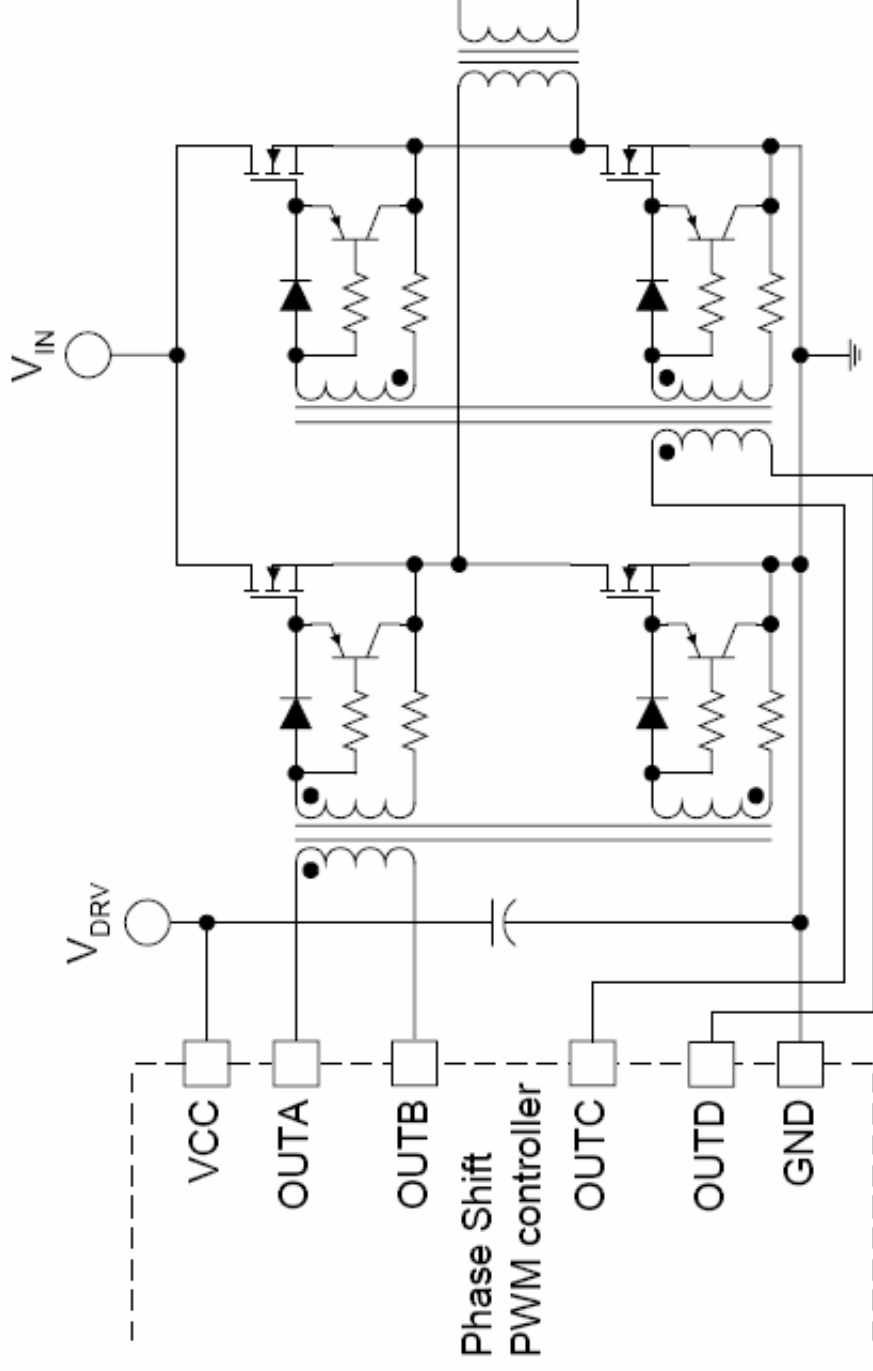 V_IN
V_DRV
VCC
OUTA
OUTB
Phase Shift
PWM controller
OUTC
OUTD
GND